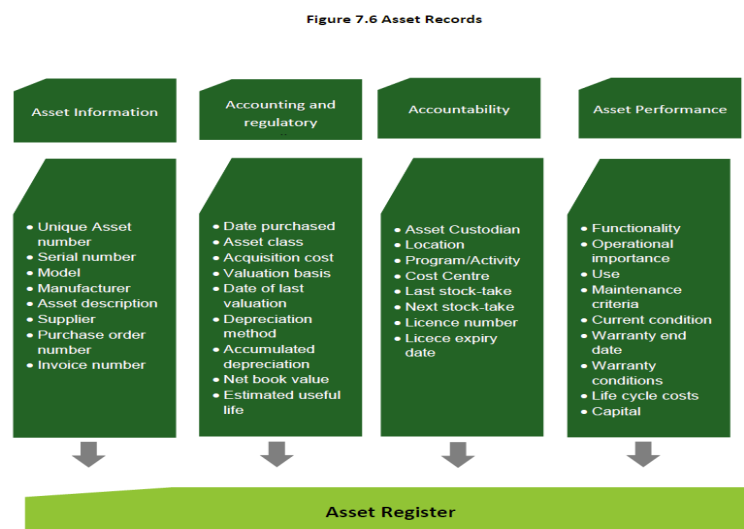 Figure 7.6 Asset Records
Asset Information
• Unique Asset
number
• Serial number
• Model
• Manufacturer
• Asset description
• Supplier
• Purchase order
number
• Invoice number
Accounting and
regulatory
• Date purchased
• Asset class
• Acquisition cost
• Valuation basis
• Date of last
valuation
• Depreciation
method
• Accumulated
depreciation
• Net book value
• Estimated useful
life
Accountability
• Asset Custodian
• Location
• Program/Activity
• Cost Centre
• Last stock-take
• Next stock-take
• Licence number
• Licece expiry
date
Asset Performance
• Functionality
• Operational
importance
• Use
• Maintenance
criteria
• Current condition
• Warranty end
date
• Warranty
conditions
• Life cycle costs
• Capital
Asset Register